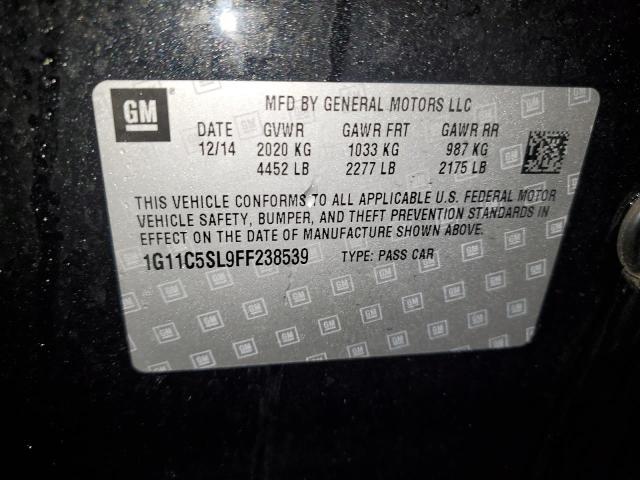 GM
MFD BY GENERAL MOTORS LLC
DATE GVWR GAWR FRT GAWR RR
12/14 2020 KG 1033 KG 987 KG
4452 LB 2277 LB 2175 LB
THIS VEHICLE CONFORMS TO ALL APPLICABLE U.S. FEDERAL MOTOR
VEHICLE SAFETY, BUMPER, AND THEFT PREVENTION STANDARDS IN
EFFECT ON THE DATE OF MANUFACTURE SHOWN ABOVE.
1G11C5SL9FF238539 TYPE: PASS CAR